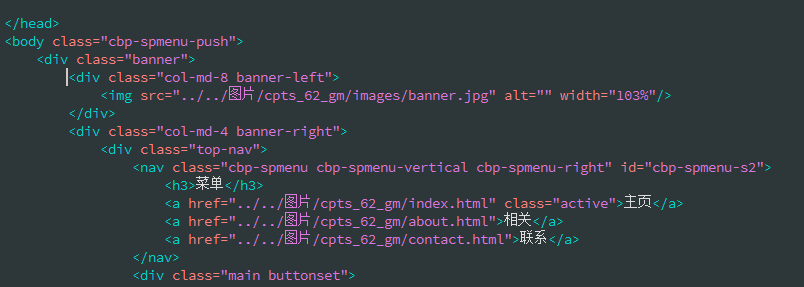 </head>
<body class="cbp-spmenu-push">
<div class="banner">
<div class="col-md-8 banner-left">
<img src="../../图片/cpts_62_gm/images/banner.jpg" alt="" width="103%"/>
</div>
<div class="col-md-4 banner-right">
<div class="top-nav">
<nav class="cbp-spmenu cbp-spmenu-vertical cbp-spmenu-right" id="cbp-spmenu-s2">
<h3>菜单</h3>
<a href="../../图片/cpts_62_gm/index.html" class="active">主页</a>
<a href="../../图片/cpts_62_gm/about.html">相关</a>
<a href="../../图片/cpts_62_gm/contact.html">联系</a>
</nav>
<div class="main buttonset">